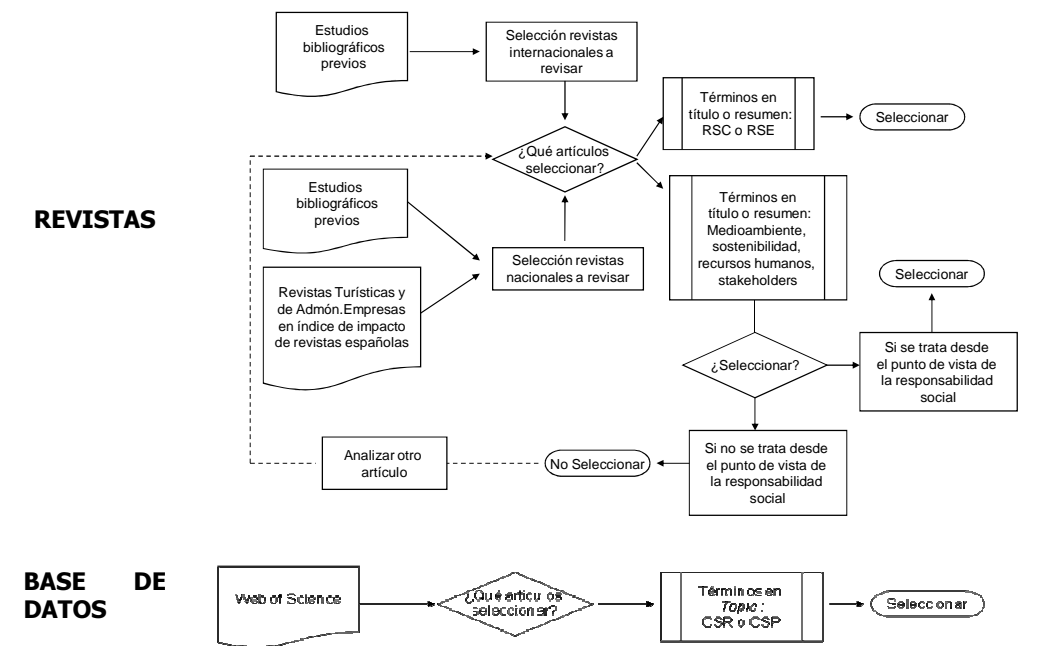 Estudios
bibliográficos
previos
Selección revistas
internacionales a
revisar
Términos en
título o resumen:
RSC o RSE
Seleccionar
¿Qué artículos
seleccionar?
REVISTAS
Estudios
bibliográficos
previos
Selección revistas
nacionales a revisar
Revistas Turísticas y
de Admón.Empresas
en índice de impacto
de revistas españolas
Términos en
título o resumen:
Medioambiente,
sostenibilidad,
recursos humanos,
stakeholders
Seleccionar
¿Seleccionar?
Si se trata desde
el punto de vista de
la responsabilidad
social
Si no se trata desde
el punto de vista de
la responsabilidad
social
No Seleccionar
Analizar otro
artículo
BASE DE
DATOS
Web of Science
¿Qué artículos
seleccionar?
Términos en
Topic :
CSR o CSP
Seleccionar